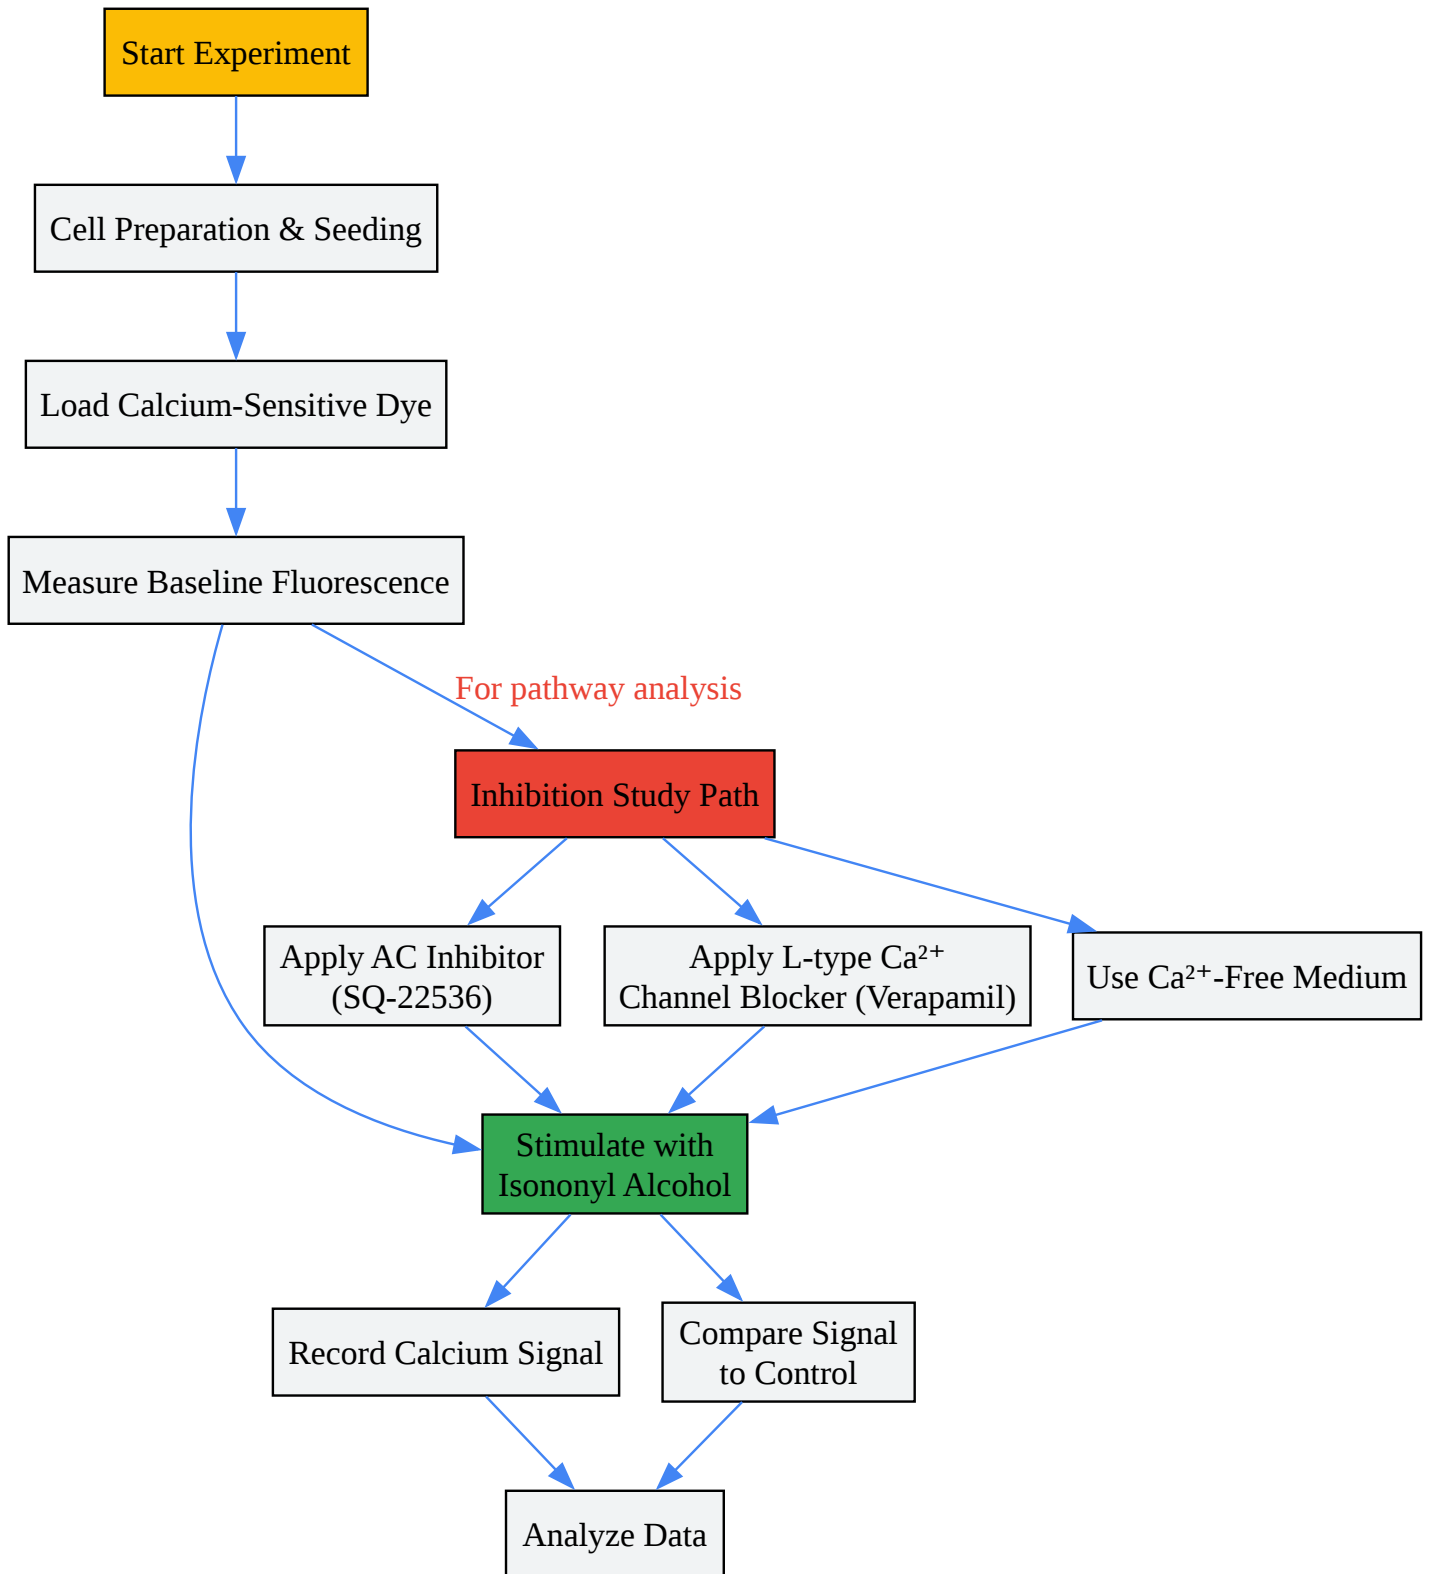 Start Experiment
Cell Preparation & Seeding
Load Calcium-Sensitive Dye
Measure Baseline Fluorescence
For pathway analysis
Inhibition Study Path
Apply AC Inhibitor
(SQ-22536)
Apply L-type Ca²⁺
Channel Blocker (Verapamil)
Use Ca²⁺-Free Medium
Stimulate with
Isononyl Alcohol
Record Calcium Signal
Compare Signal
to Control
Analyze Data